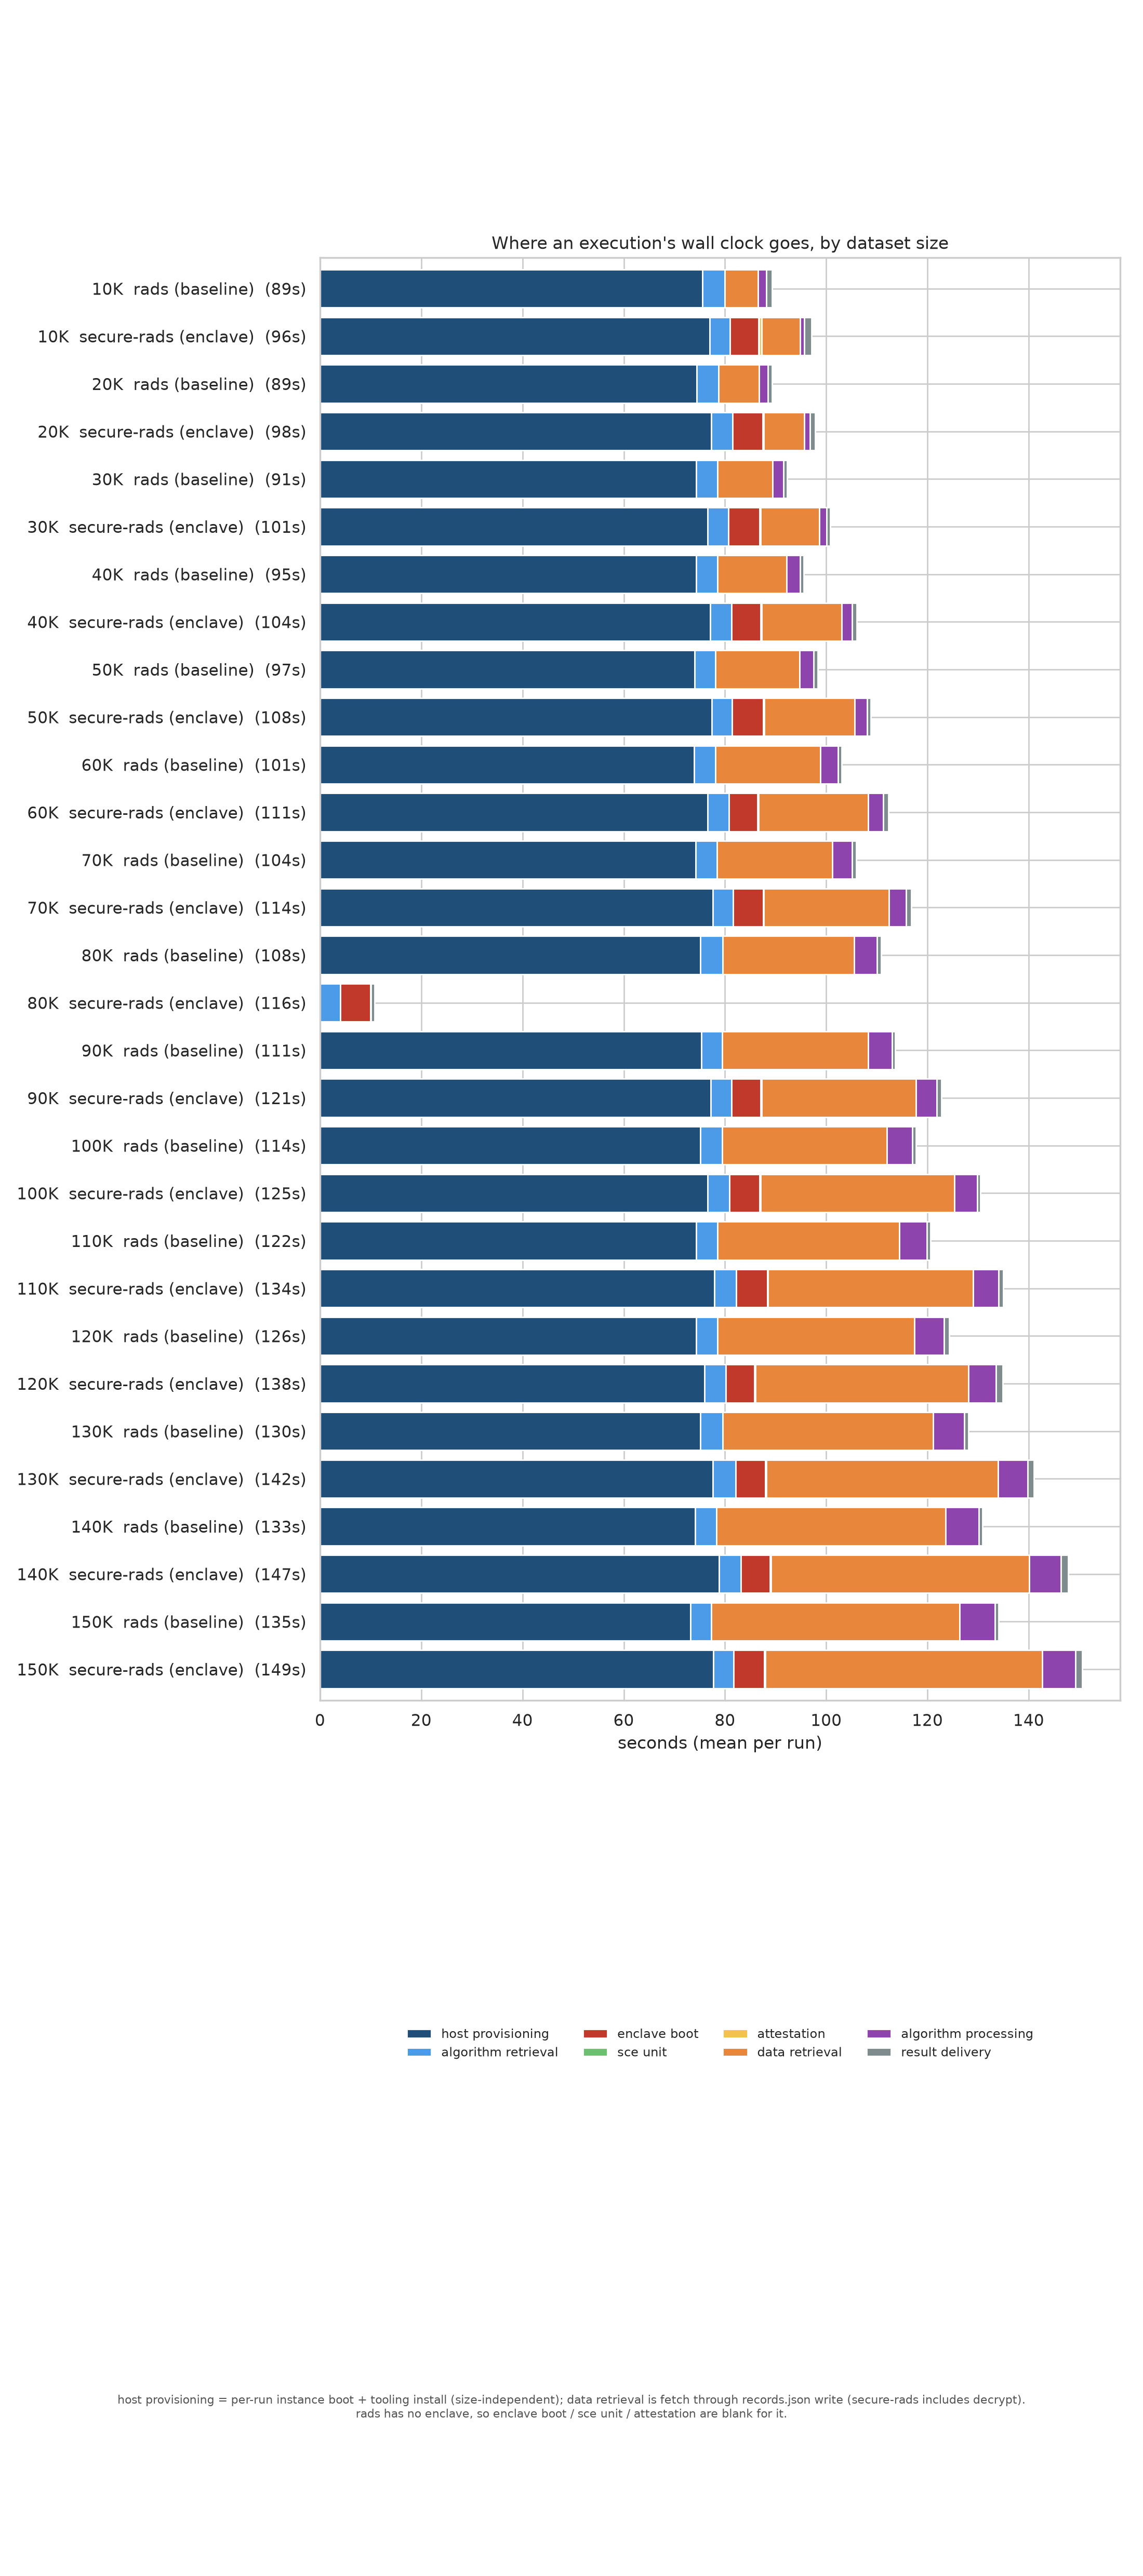 Where an execution's wall clock goes, by dataset size
10K  rads (baseline)  (89s)
10K  secure-rads (enclave)  (96s)
20K  rads (baseline)  (89s)
20K  secure-rads (enclave)  (98s)
30K  rads (baseline)  (91s)
30K  secure-rads (enclave)  (101s)
40K  rads (baseline)  (95s)
40K  secure-rads (enclave)  (104s)
50K  rads (baseline)  (97s)
50K  secure-rads (enclave)  (108s)
60K  rads (baseline)  (101s)
60K  secure-rads (enclave)  (111s)
70K  rads (baseline)  (104s)
70K  secure-rads (enclave)  (114s)
80K  rads (baseline)  (108s)
80K  secure-rads (enclave)  (116s)
90K  rads (baseline)  (111s)
90K  secure-rads (enclave)  (121s)
100K  rads (baseline)  (114s)
100K  secure-rads (enclave)  (125s)
110K  rads (baseline)  (122s)
110K  secure-rads (enclave)  (134s)
120K  rads (baseline)  (126s)
120K  secure-rads (enclave)  (138s)
130K  rads (baseline)  (130s)
130K  secure-rads (enclave)  (142s)
140K  rads (baseline)  (133s)
140K  secure-rads (enclave)  (147s)
150K  rads (baseline)  (135s)
150K  secure-rads (enclave)  (149s)
0 20 40 60 80 100 120 140
seconds (mean per run)
host provisioning enclave boot attestation algorithm processing
algorithm retrieval sce unit data retrieval result delivery
host provisioning = per-run instance boot + tooling install (size-independent); data retrieval is fetch through records.json write (secure-rads includes decrypt).
rads has no enclave, so enclave boot / sce unit / attestation are blank for it.